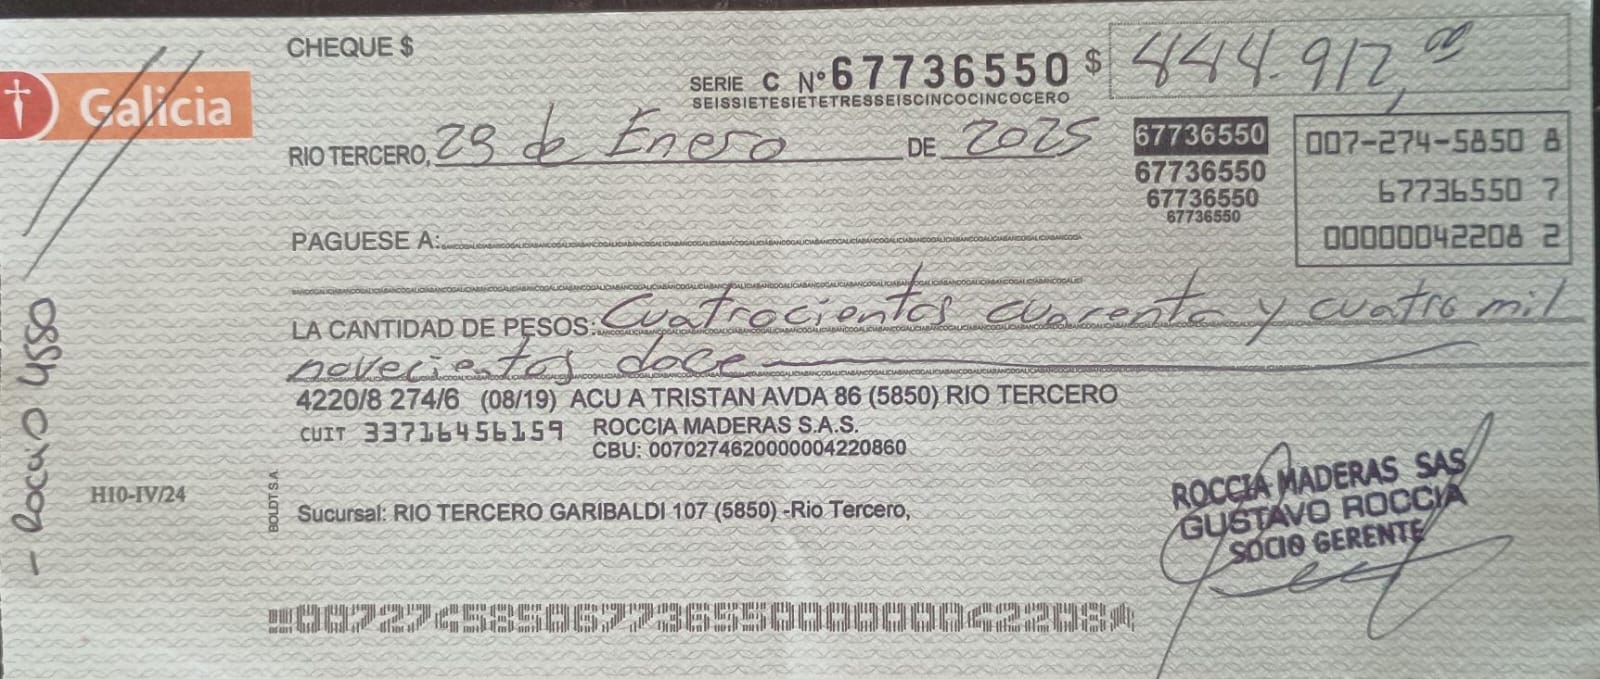 CHEQUE $
Galicia
SERIE C Nº 67736550 $ 444.912,00
SEISSIETESIETETRESSEISCINCOCINCOCERO
RIO TERCERO, 29 de Enero DE 2025
67736550
67736550
67736550
67736550
007-274-5850 8
67736550 7
00000042208 2
PAGUESE A:
LA CANTIDAD DE PESOS: Cuatrocientos cuarenta y cuatro mil
novecientos doce
4220/8 274/6 (08/19) ACU A TRISTAN AVDA 86 (5850) RIO TERCERO
CUIT 33716456159 ROCCIA MADERAS S.A.S.
CBU: 0070274620000004220860
H10-IV/24
BOLDT S.A.
Sucursal: RIO TERCERO GARIBALDI 107 (5850) -Rio Tercero,
ROCCIA MADERAS SAS
GUSTAVO ROCCIA
SOCIO GERENTE
00727458506773655000000042208